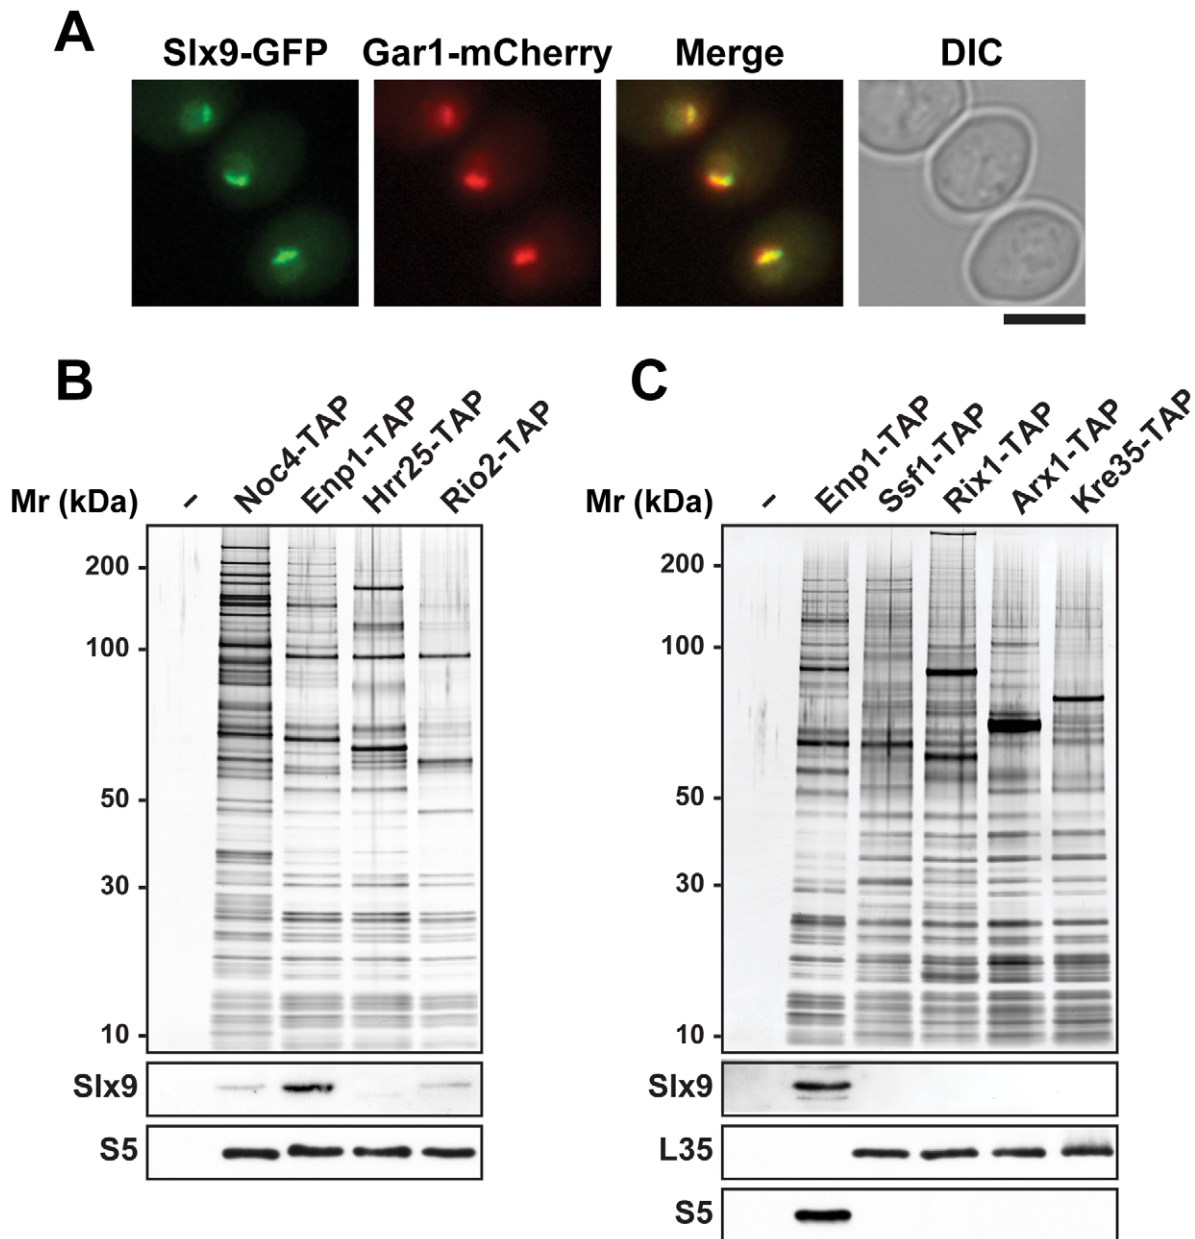 A
Slx9-GFP Gar1-mCherry Merge DIC
B
Mr (kDa) – Noc4-TAP Enp1-TAP Hrr25-TAP Rio2-TAP
200
100
50
30
10
Slx9
S5
C
Mr (kDa) – Enp1-TAP Ssf1-TAP Rix1-TAP Arx1-TAP Kre35-TAP
200
100
50
30
10
Slx9
L35
S5